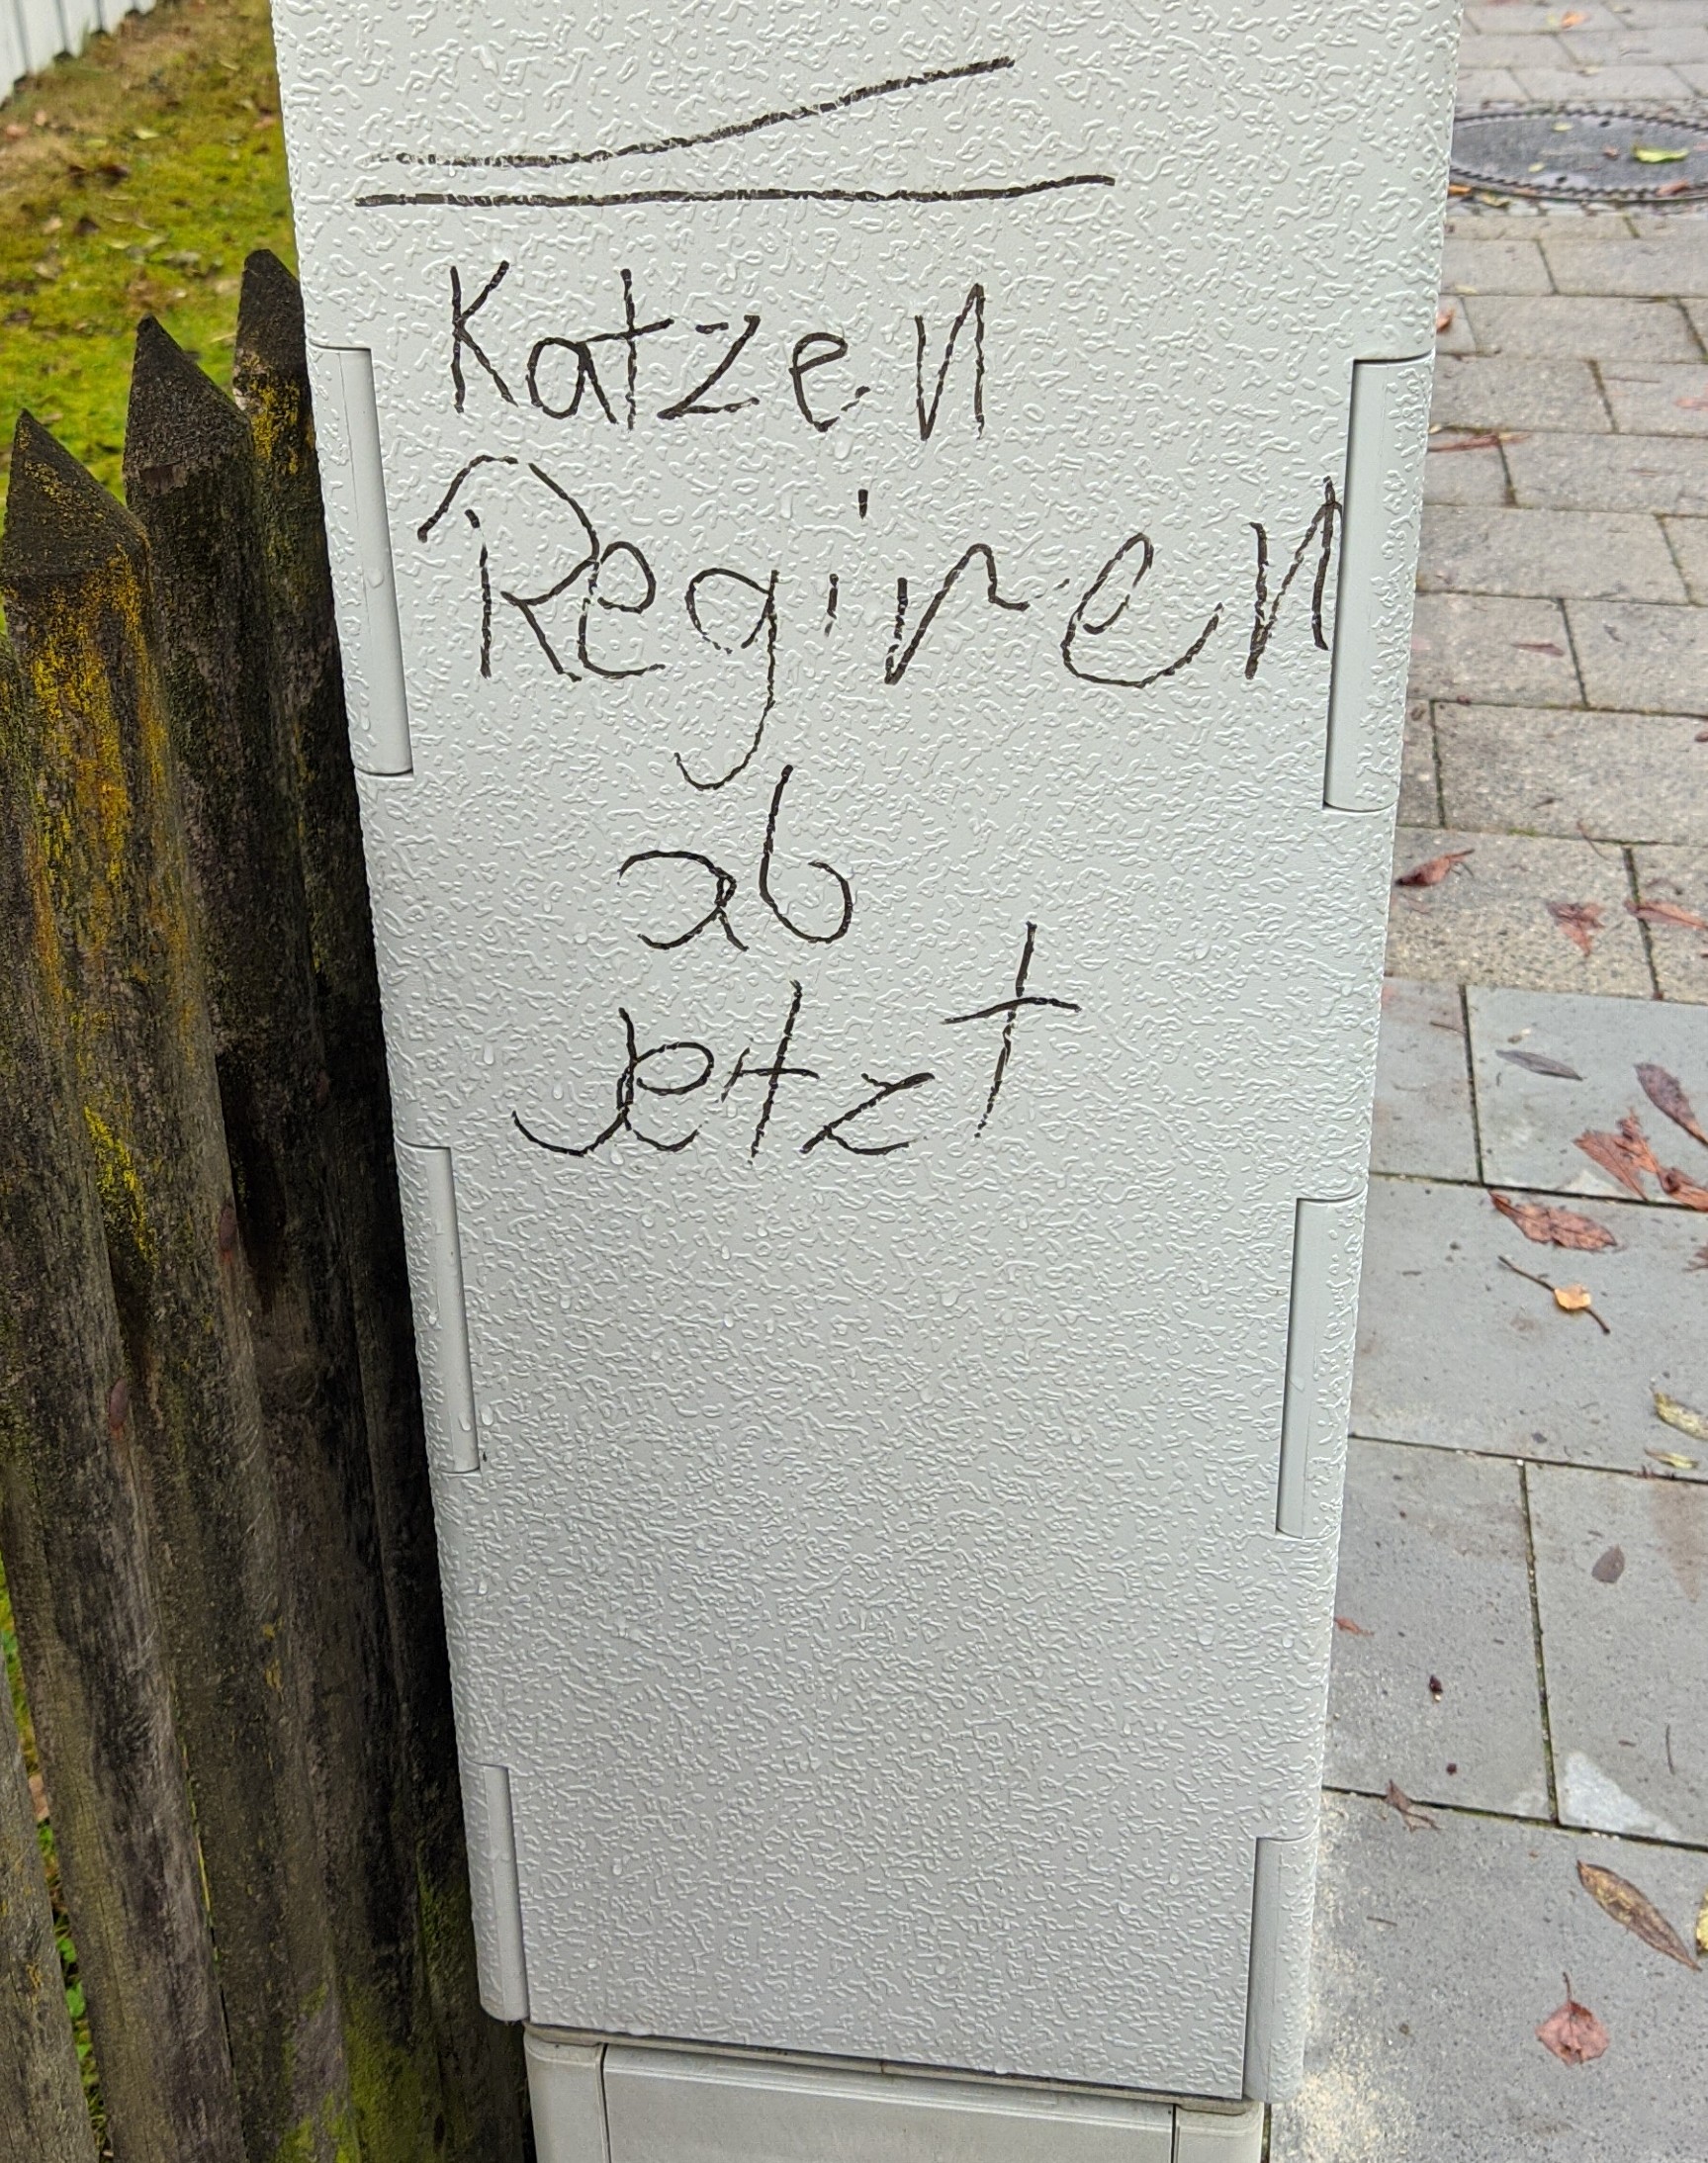 Katzen
Regiren
ab
Jetzt